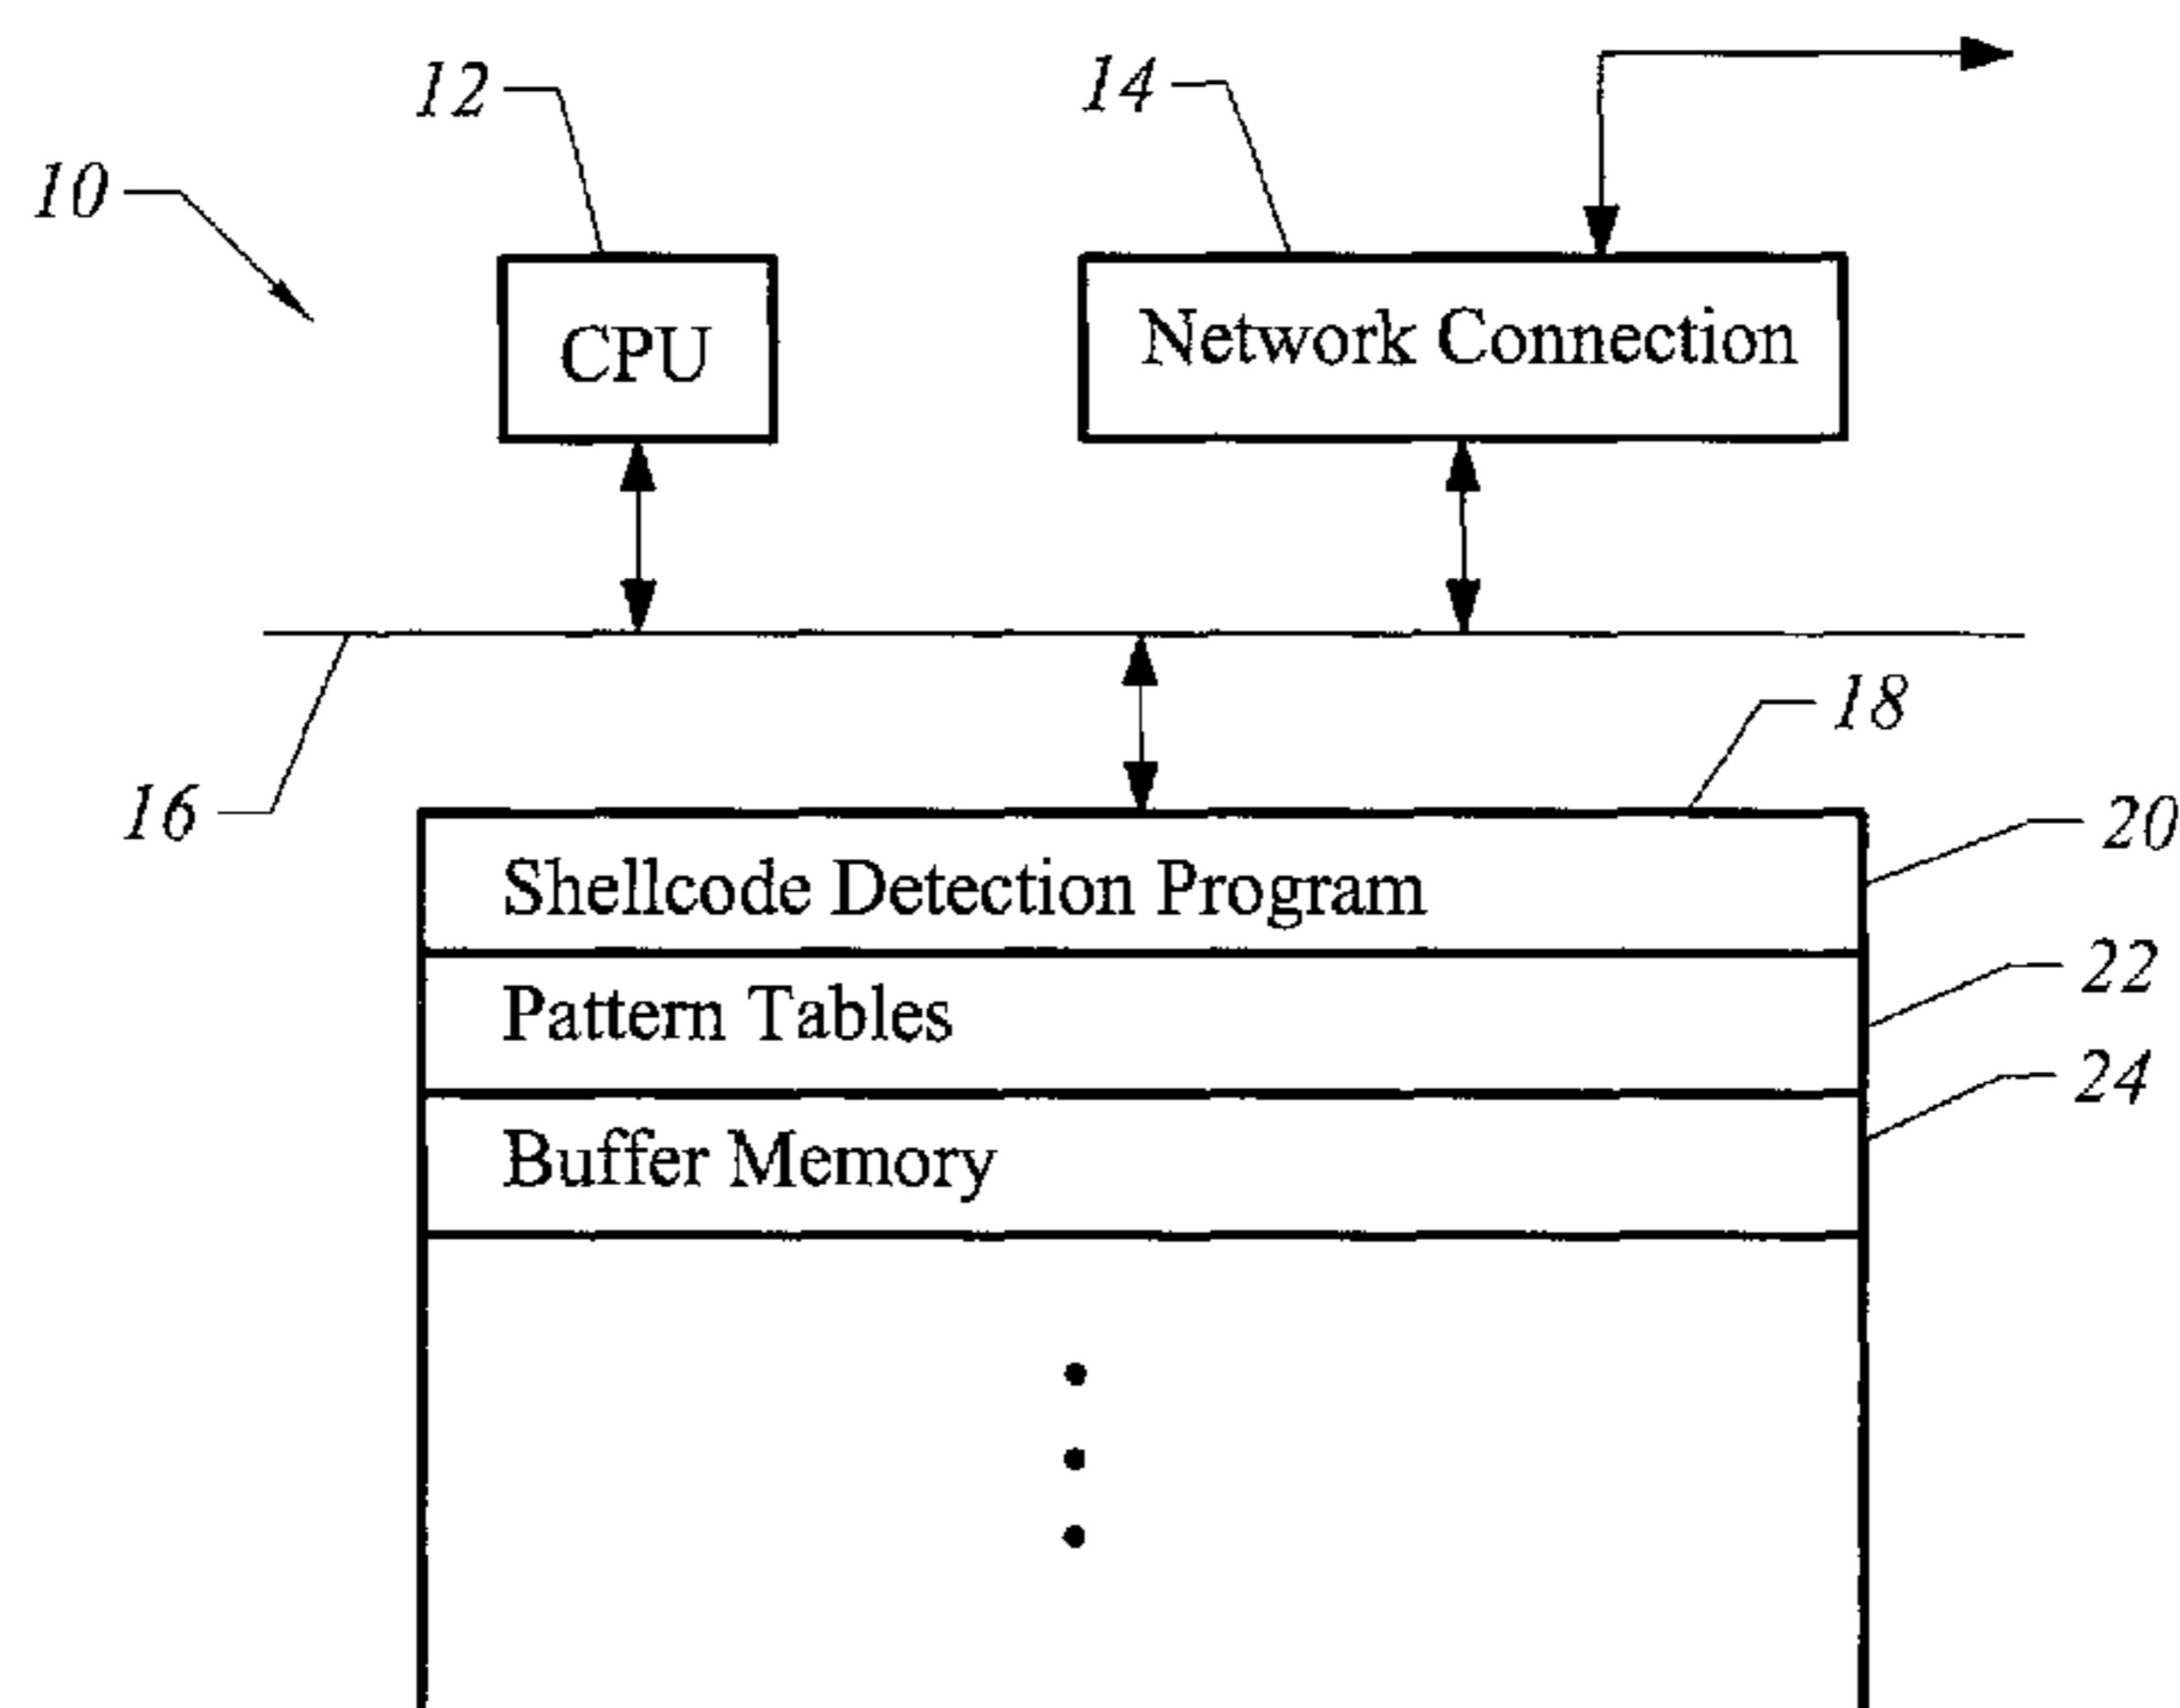 12
14
10
CPU
Network Connection
18
16
20
Shellcode Detection Program
22
Pattern Tables
24
Buffer Memory